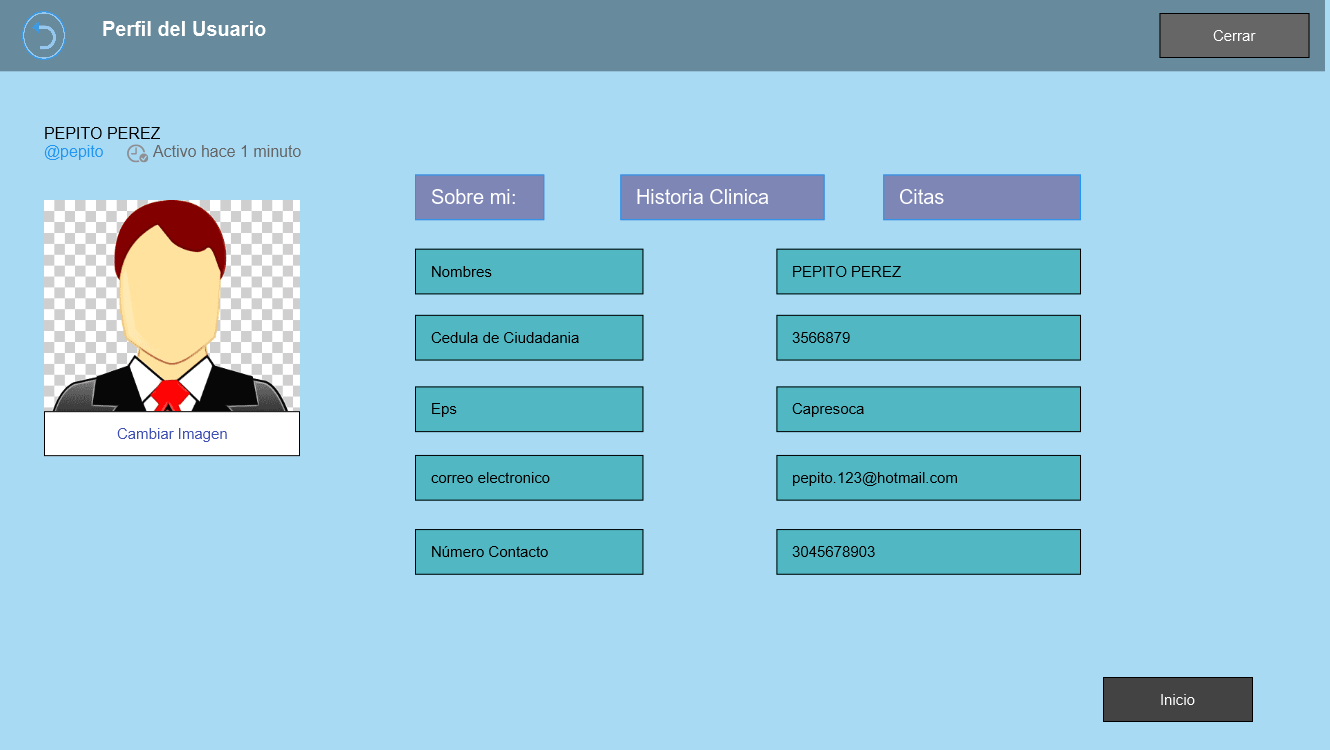 Perfil del Usuario
Cerrar
PEPITO PEREZ
@pepito Activo hace 1 minuto
Cambiar Imagen
Sobre mi: Historia Clinica Citas
Nombres PEPITO PEREZ
Cedula de Ciudadania 3566879
Eps Capresoca
correo electronico pepito.123@hotmail.com
Número Contacto 3045678903
Inicio